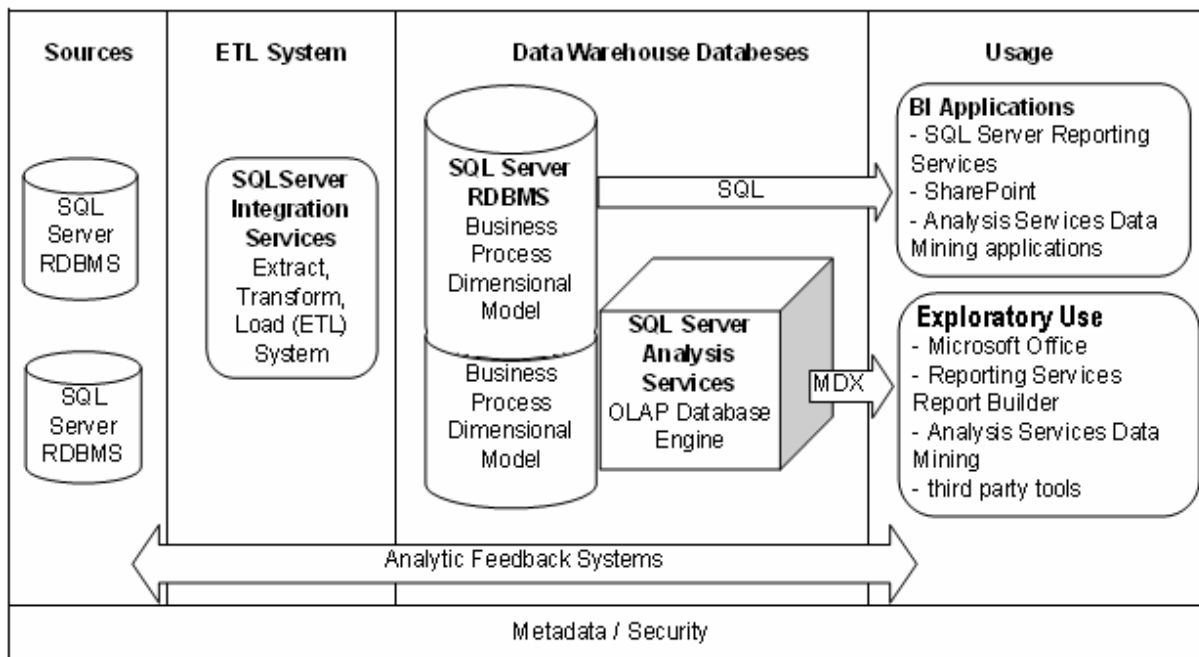 Sources
ETL System
Data Warehouse Databeses
Usage
SQL
Server
RDBMS
SQL
Server
RDBMS
SQLServer
Integration
Services
Extract,
Transform,
Load (ETL)
System
SQL Server
RDBMS
Business
Process
Dimensional
Model
Business
Process
Dimensional
Model
SQL Server
Analysis
Services
OLAP Database
Engine
SQL
MDX
BI Applications
- SQL Server Reporting
Services
- SharePoint
- Analysis Services Data
Mining applications
Exploratory Use
- Microsoft Office
- Reporting Services
Report Builder
- Analysis Services Data
Mining
- third party tools
Analytic Feedback Systems
Metadata / Security